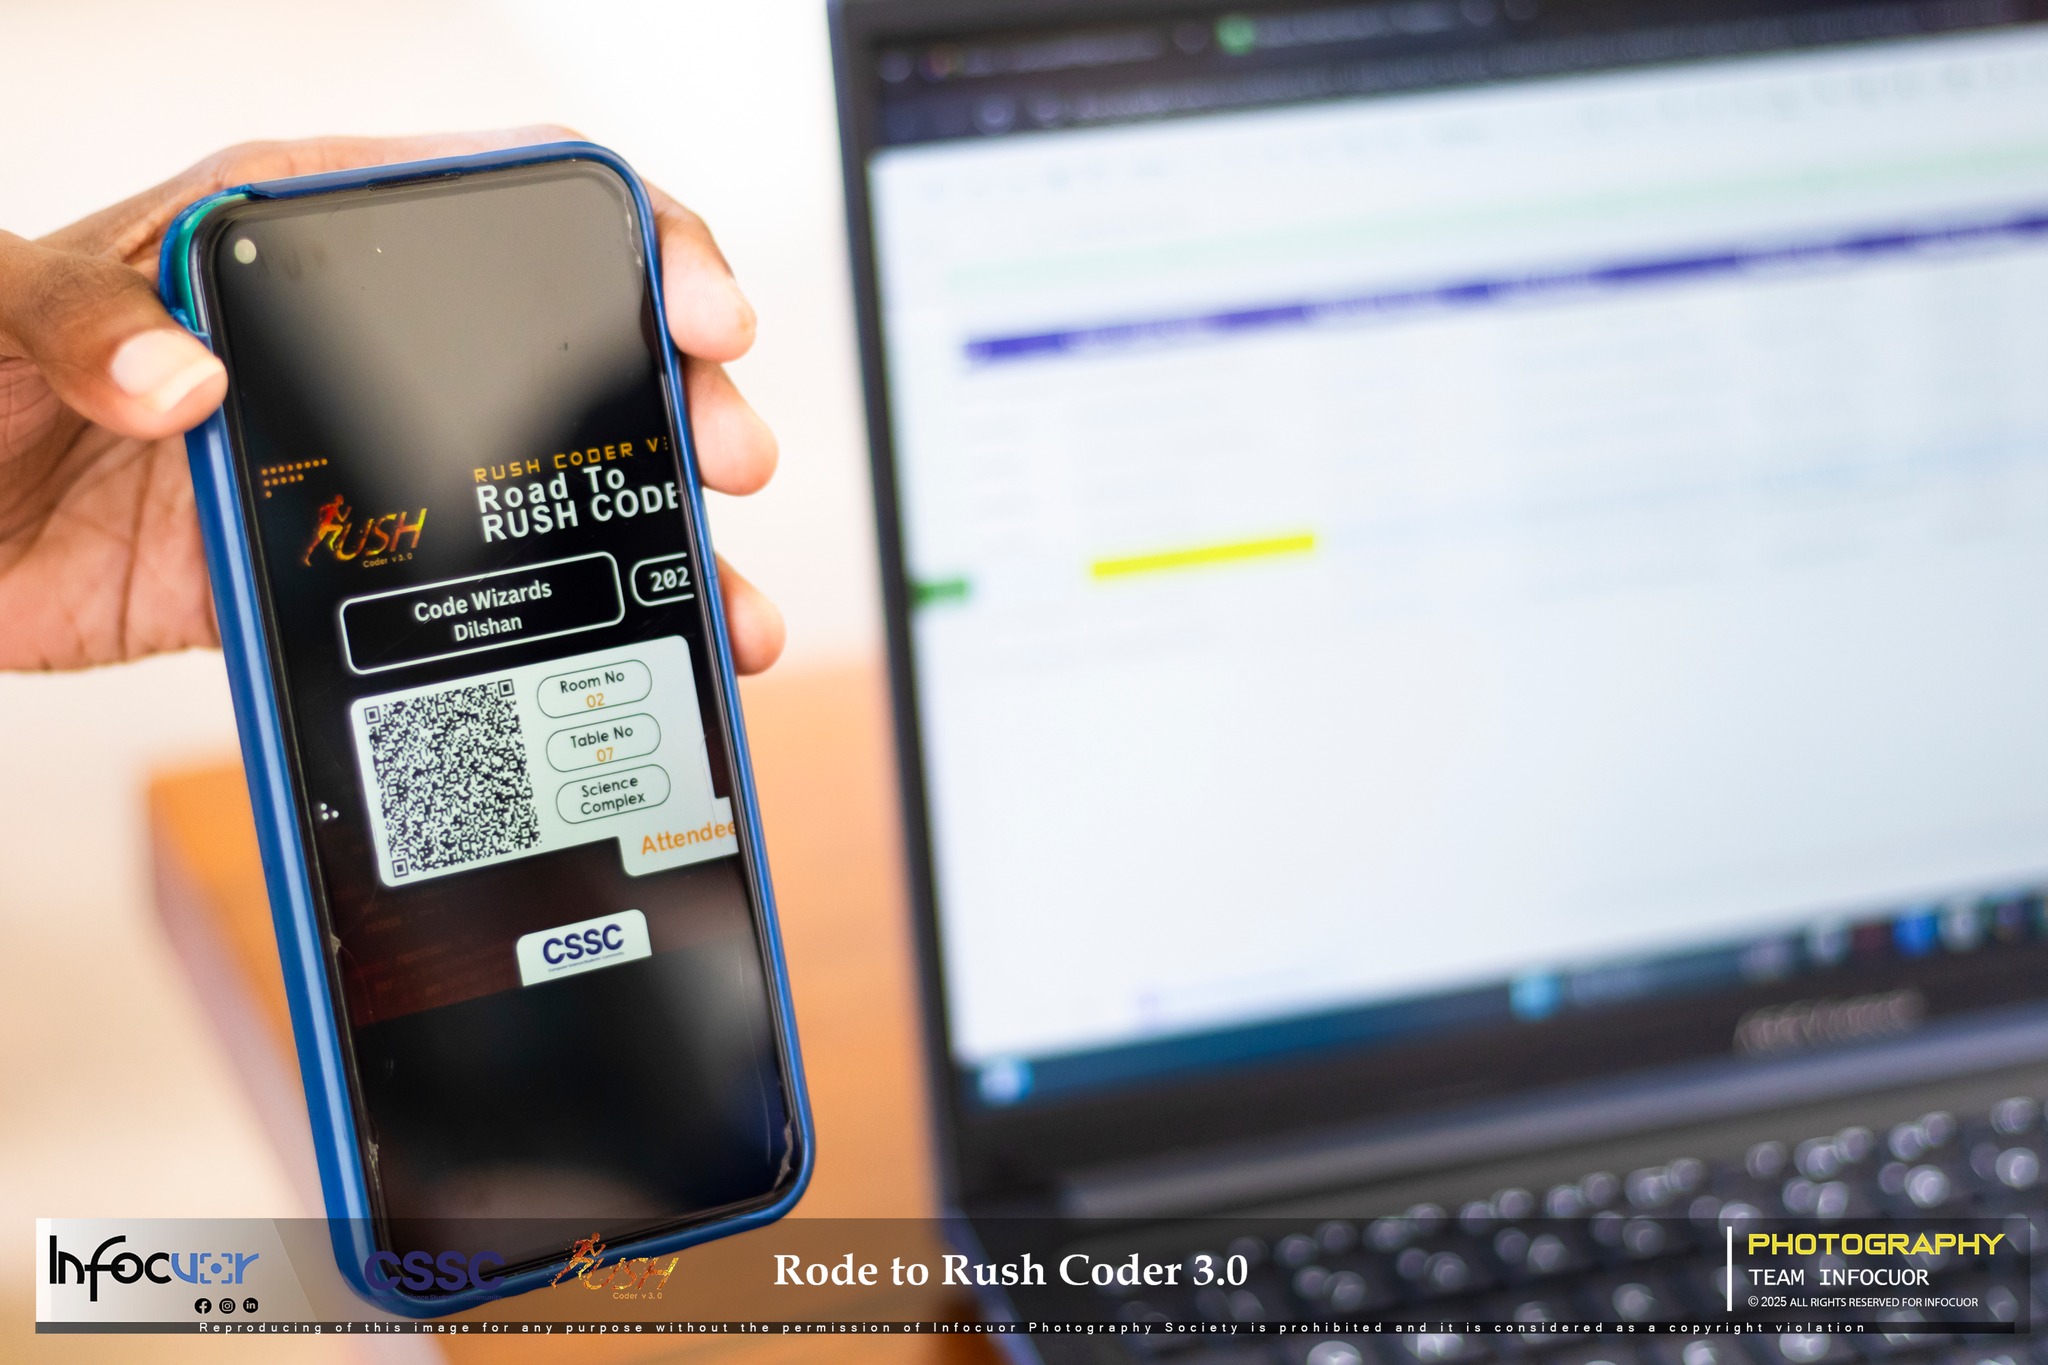 RUSH CODER V
Road To
RUSH CODE
RUSH
Coder v3.0
Code Wizards
Dilshan
202
Room No
02
Table No
07
Science
Complex
Attendee
CSSC
Infocuor
CSSC
RUSH
Coder v3.0
Rode to Rush Coder 3.0
PHOTOGRAPHY
TEAM INFOCUOR
© 2025 ALL RIGHTS RESERVED FOR INFOCUOR
Reproducing of this image for any purpose without the permission of Infocuor Photography Society is prohibited and it is considered as a copyright violation